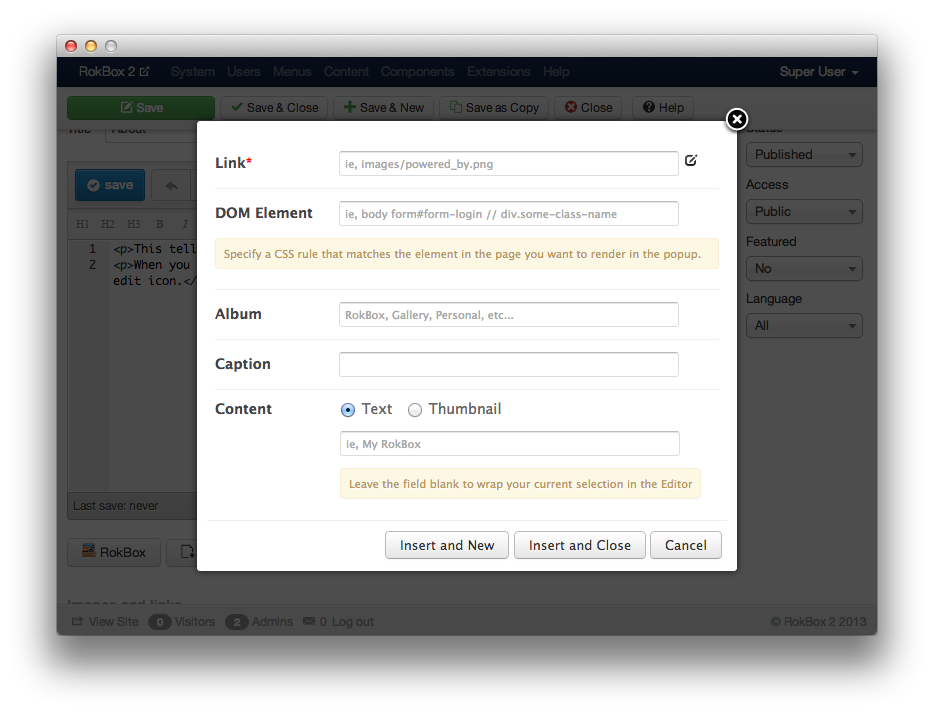 RokBox 2 System Users Menus Content Components Extensions Help Super User
Save Save & Close Save & New Save as Copy Close Help
Title About Status
Published
Access
Public
Featured
No
Language
All
save
H1 H2 H3 B I
1 <p>This tell
2 <p>When you
edit icon.</
Link* ie, images/powered_by.png
DOM Element ie, body form#form-login // div.some-class-name
Specify a CSS rule that matches the element in the page you want to render in the popup.
Album RokBox, Gallery, Personal, etc...
Caption
Content Text Thumbnail
ie, My RokBox
Leave the field blank to wrap your current selection in the Editor
Insert and New Insert and Close Cancel
Last save: never
RokBox
Images and links
View Site 0 Visitors 2 Admins 0 Log out © RokBox 2 2013